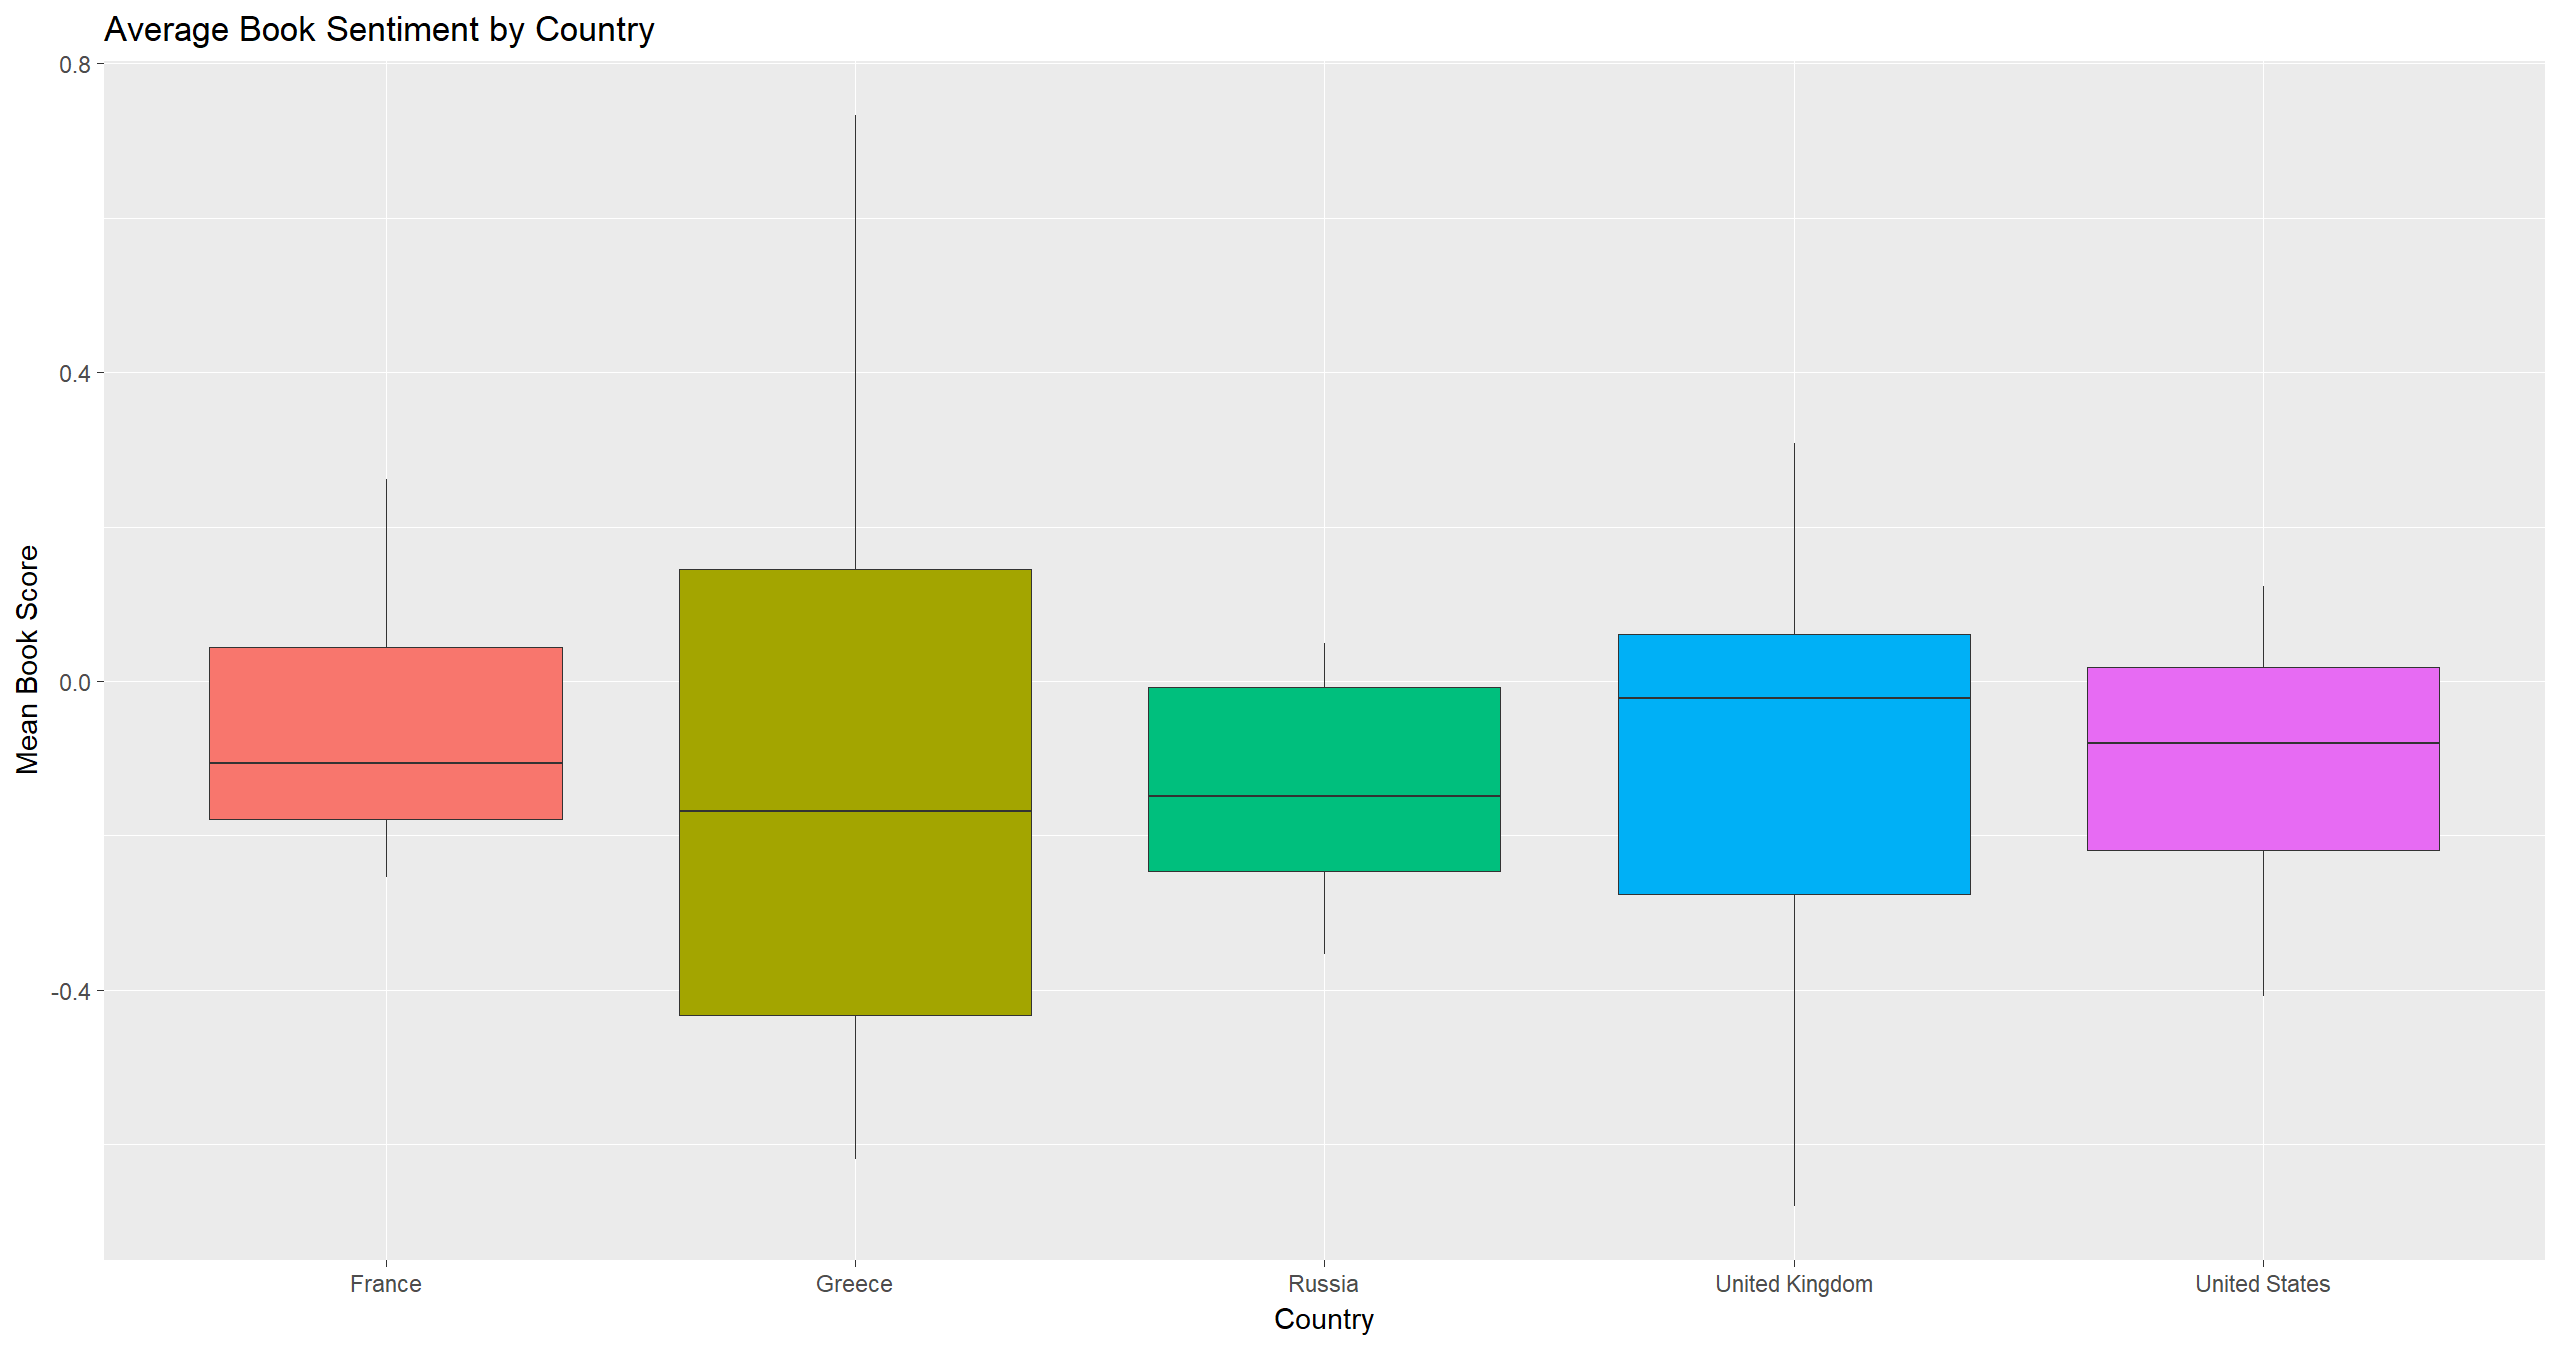 Average Book Sentiment by Country
Mean Book Score
0.8
0.4
0.0
-0.4
France
Greece
Russia
United Kingdom
United States
Country